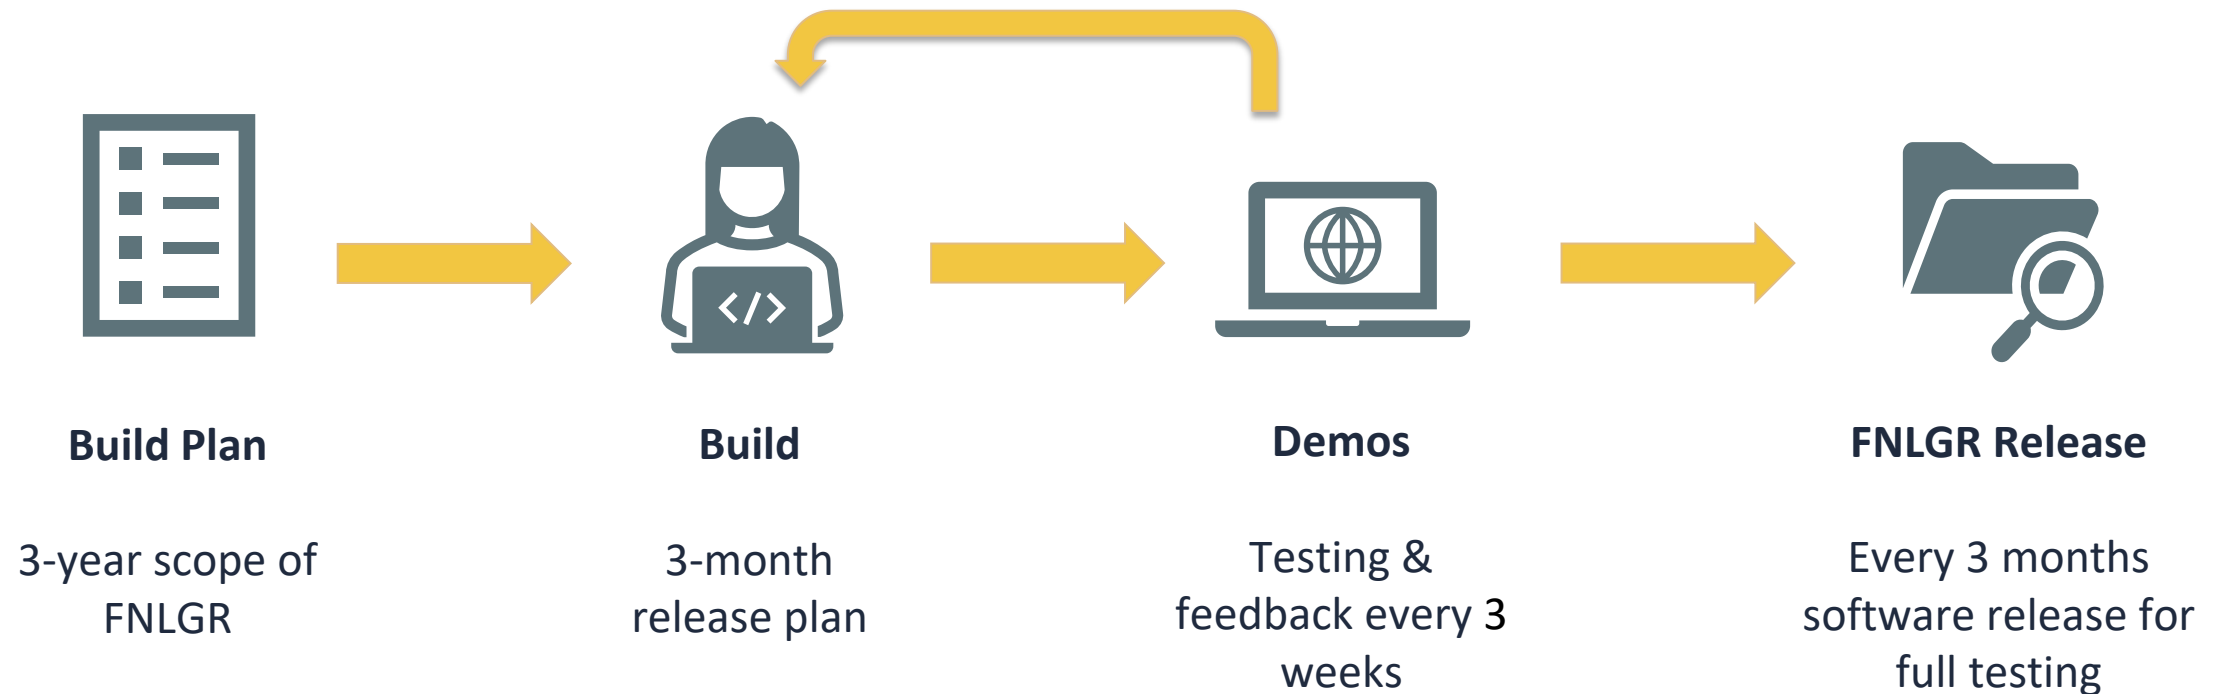 </>
Build Plan
3-year scope of
FNLGR
Build
3-month
release plan
Demos
Testing &
feedback every 3
weeks
FNLGR Release
Every 3 months
software release for
full testing